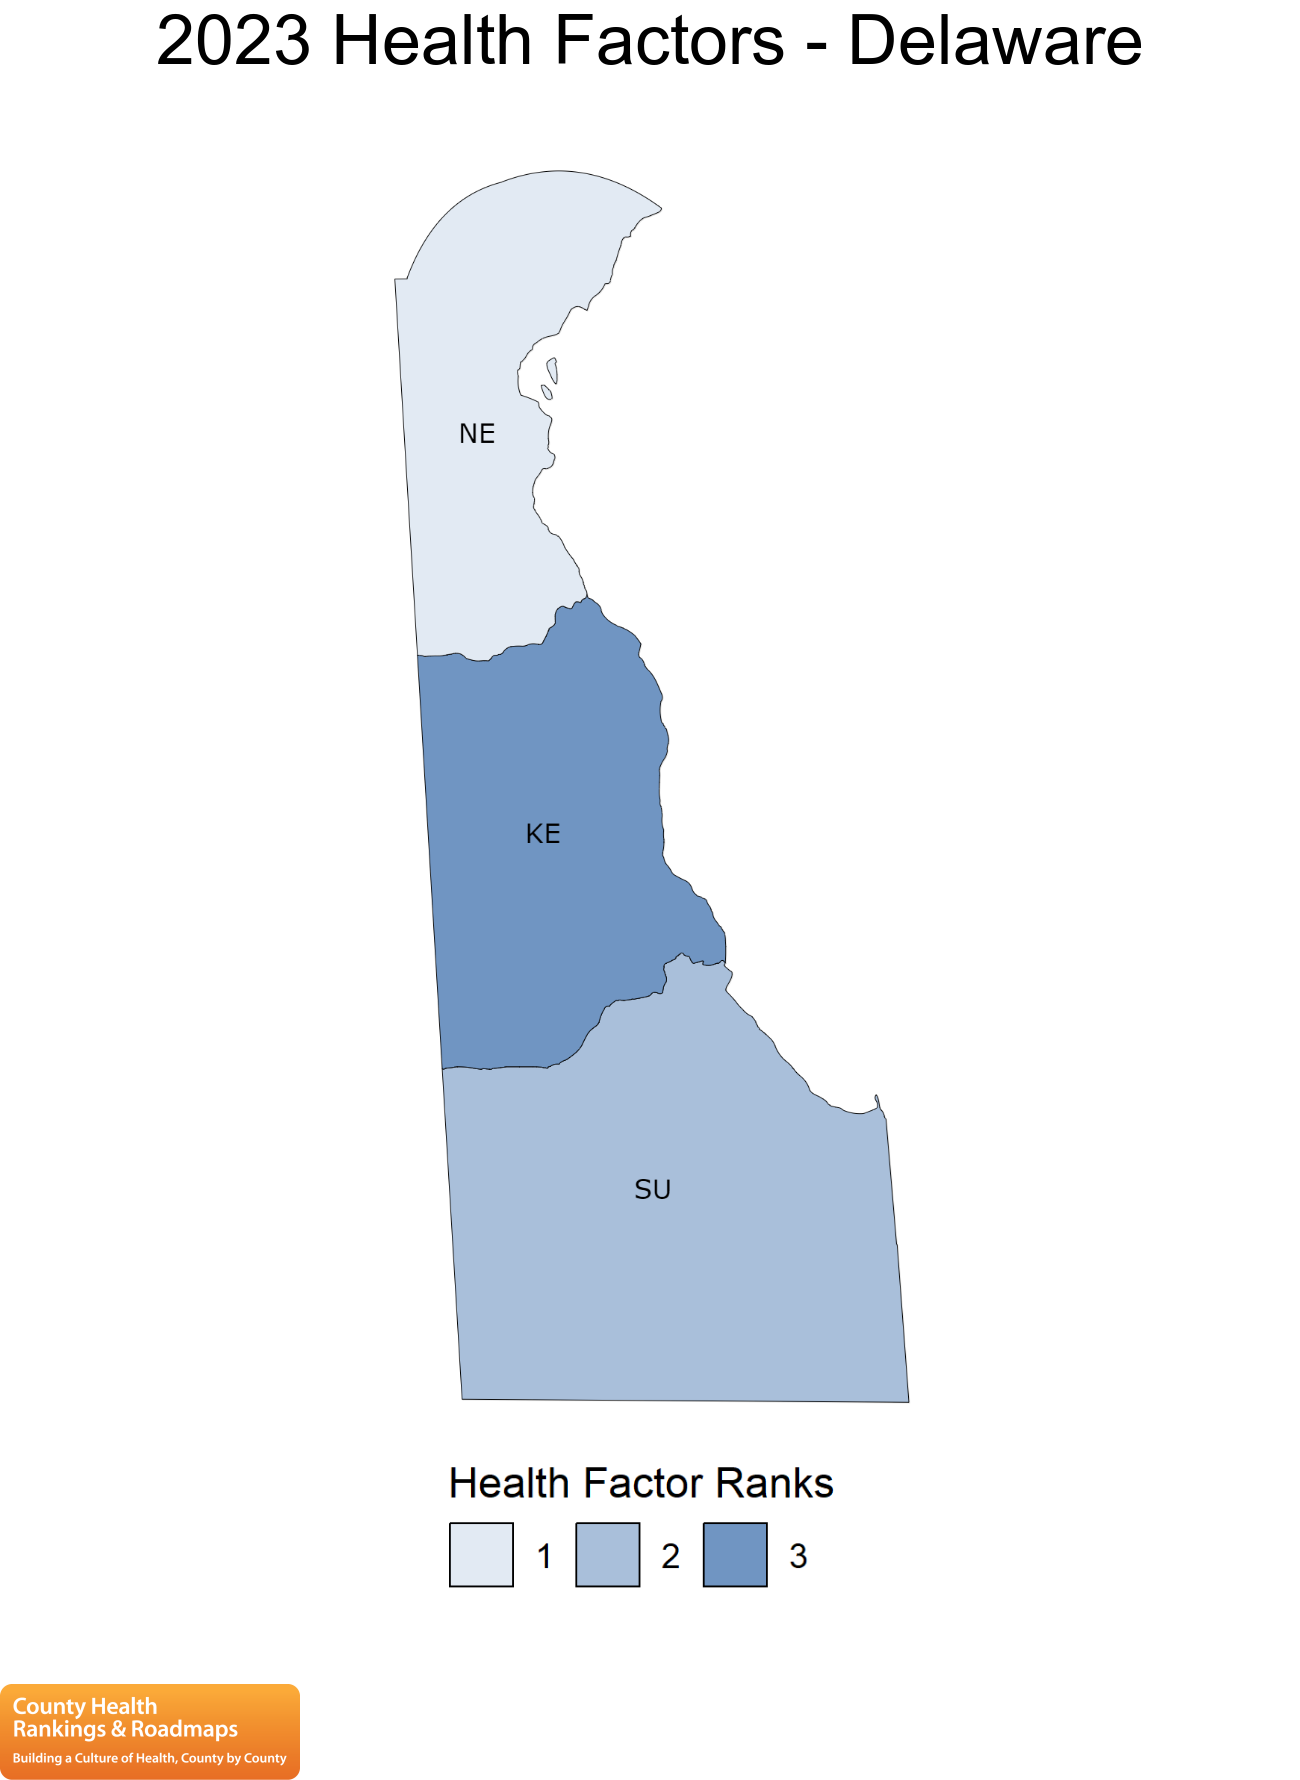 2023 Health Factors - Delaware
NE
KE
SU
Health Factor Ranks
1 2 3
County Health
Rankings & Roadmaps
Building a Culture of Health, County by County